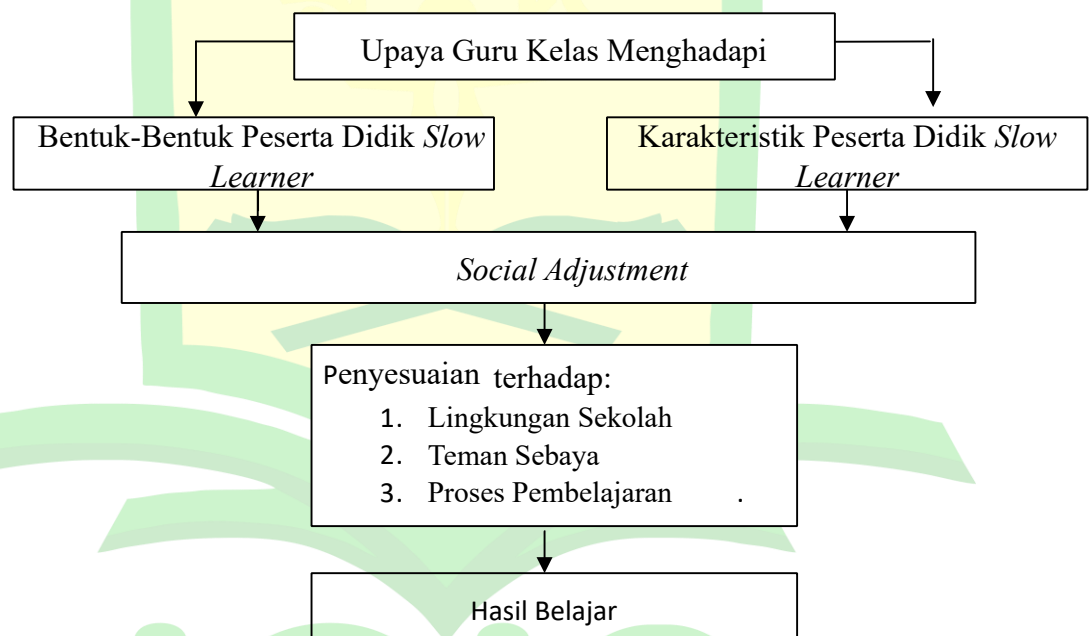 Upaya Guru Kelas Menghadapi
Bentuk-Bentuk Peserta Didik Slow
Learner
Karakteristik Peserta Didik Slow
Learner
Social Adjustment
Penyesuaian terhadap:
1. Lingkungan Sekolah
2. Teman Sebaya
3. Proses Pembelajaran .
Hasil Belajar